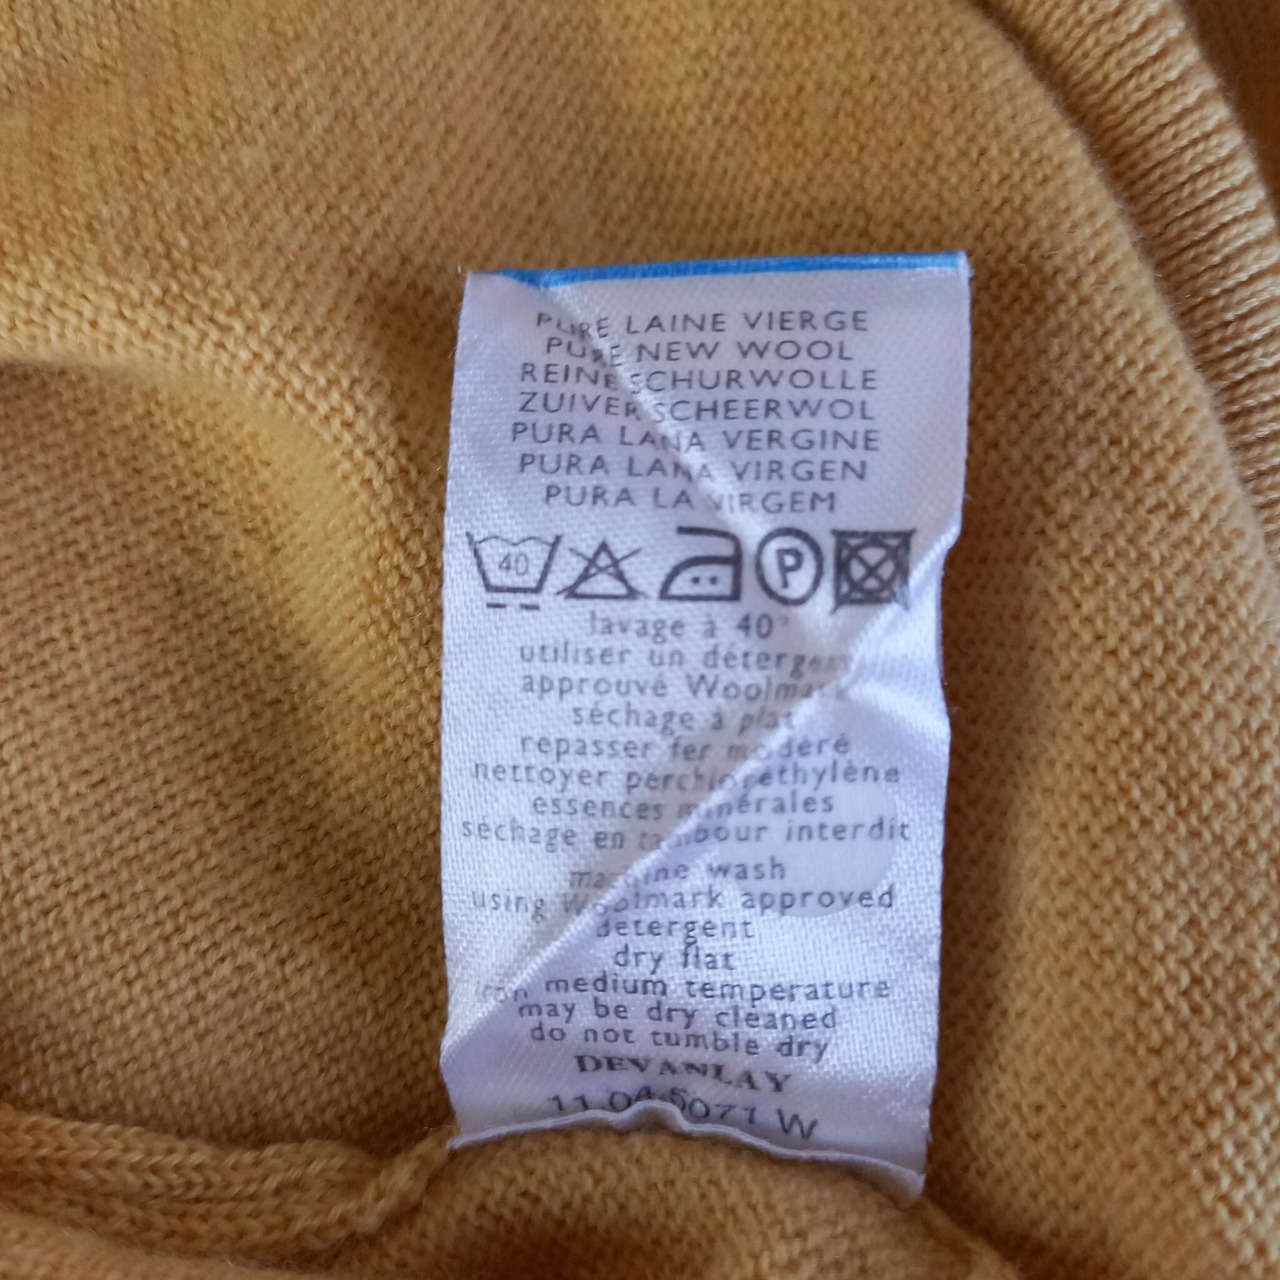 PURE LAINE VIERGE
PURE NEW WOOL
REINE SCHURWOLLE
ZUIVER SCHEERWOL
PURA LANA VERGINE
PURA LANA VIRGEN
PURA LA VIRGEM
40 P
lavage à 40°
utiliser un détergent
approuvé Woolmark
séchage à plat
repasser fer modéré
nettoyer perchloréthylène
essences minérales
séchage en tambour interdit
machine wash
using Woolmark approved
detergent
dry flat
iron medium temperature
may be dry cleaned
do not tumble dry
DEVANLAY
11.04.5071 W